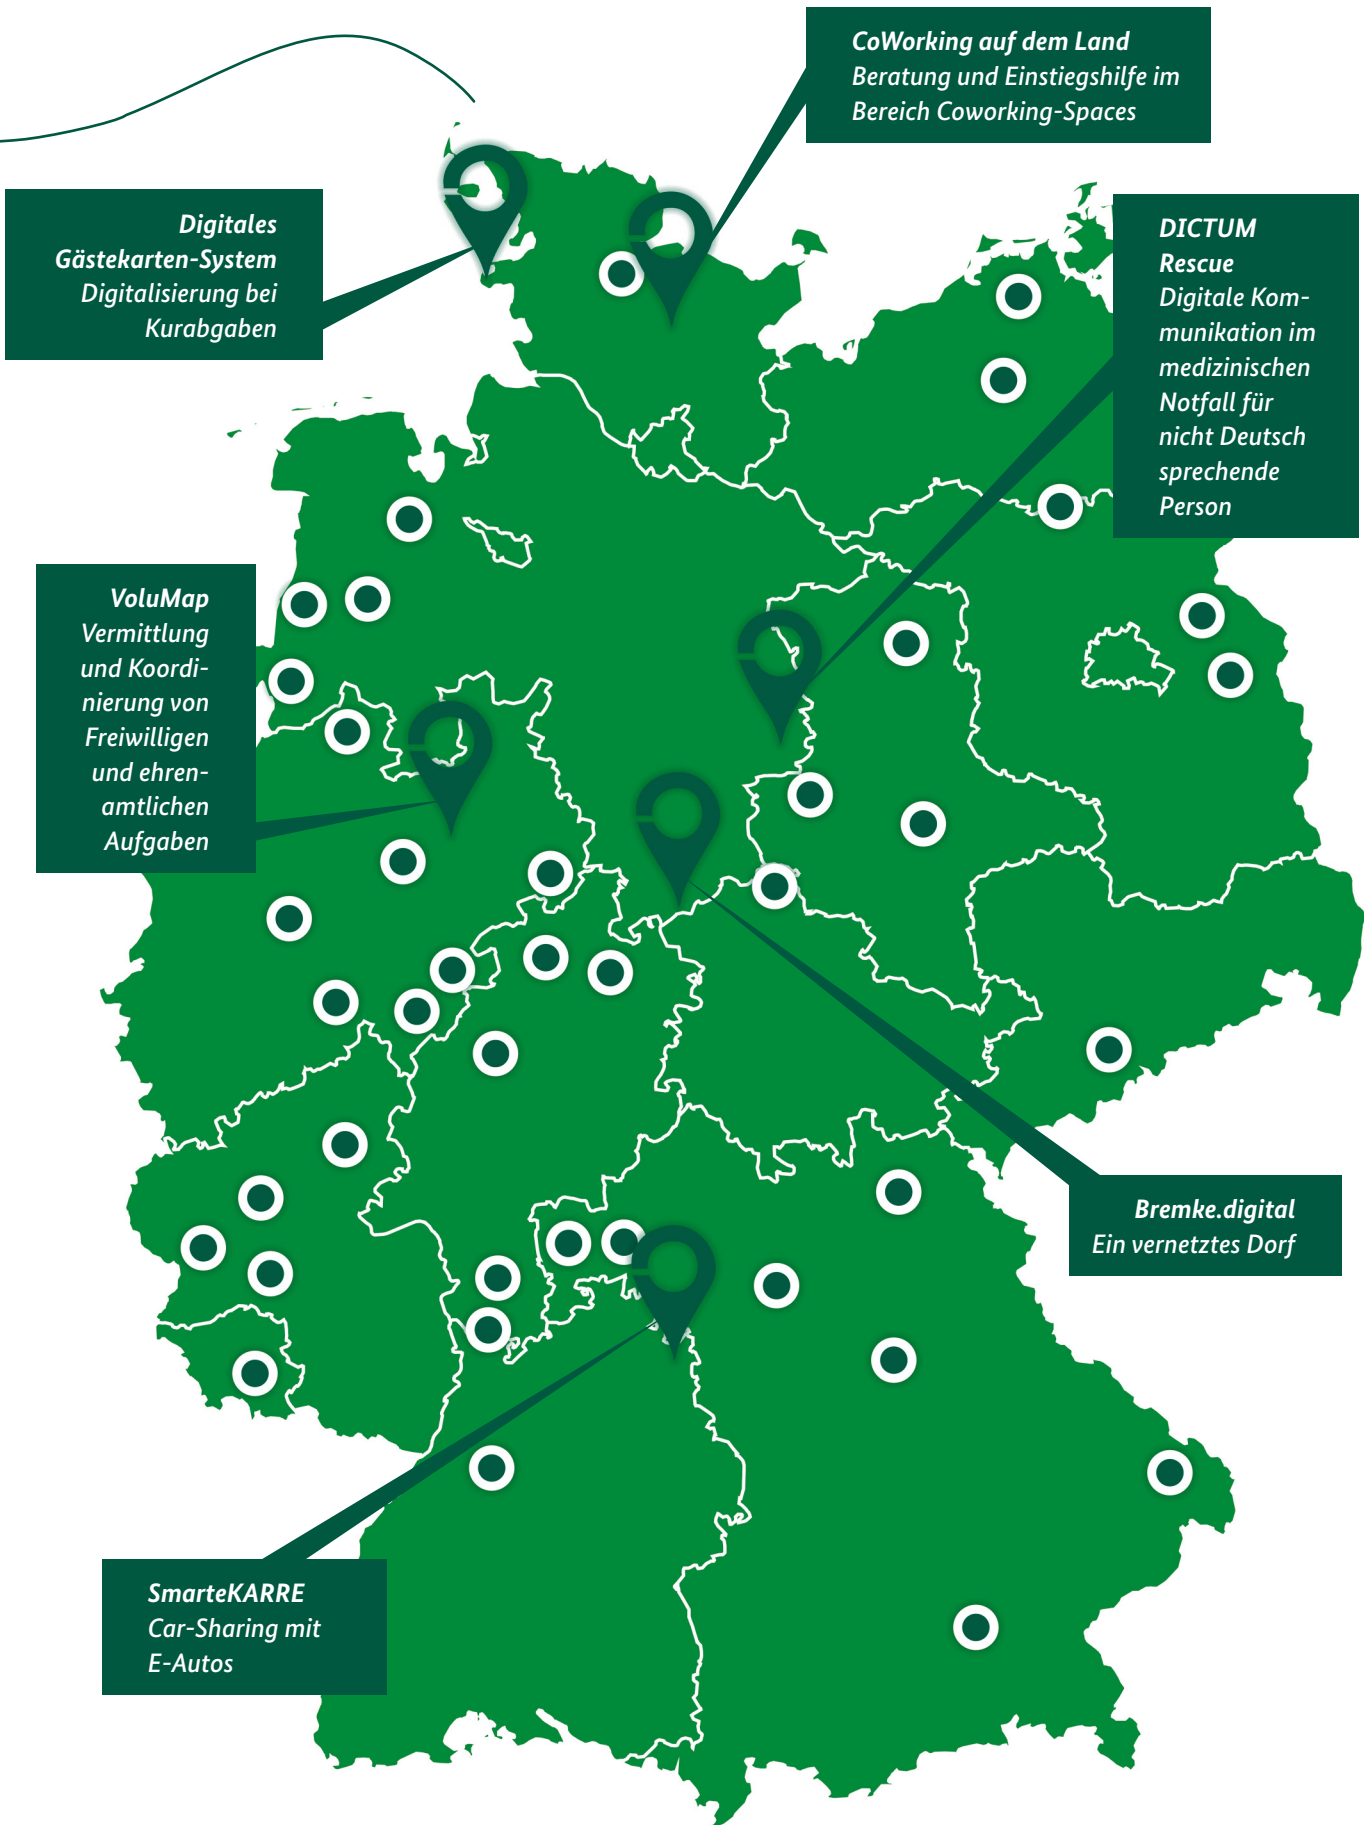 CoWorking auf dem Land
Beratung und Einstiegshilfe im
Bereich Coworking-Spaces
Digitales
Gästekarten-System
Digitalisierung bei
Kurabgaben
DICTUM
Rescue
Digitale Kom-
munikation im
medizinischen
Notfall für
nicht Deutsch
sprechende
Person
VoluMap
Vermittlung
und Koordi-
nierung von
Freiwilligen
und ehren-
amtlichen
Aufgaben
Bremke.digital
Ein vernetztes Dorf
SmarteKARRE
Car-Sharing mit
E-Autos